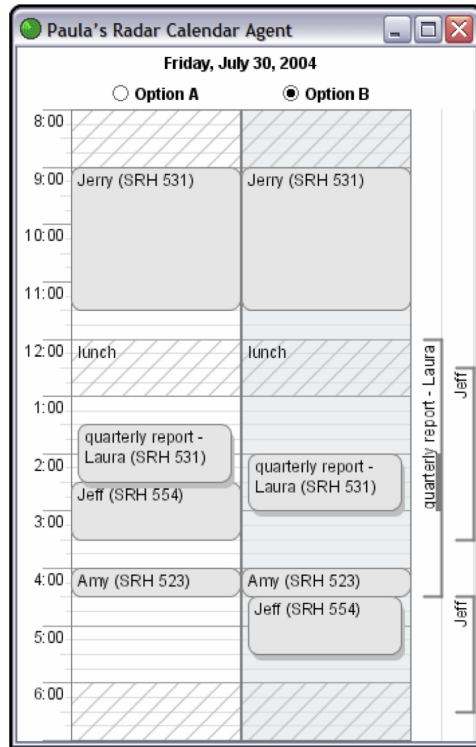 Paula's Radar Calendar Agent
Friday, July 30, 2004
Option A
Option B
8:00
9:00
10:00
11:00
12:00
1:00
2:00
3:00
4:00
5:00
6:00
Jerry (SRH 531)
lunch
quarterly report -
Laura (SRH 531)
Jeff (SRH 554)
Amy (SRH 523)
Jerry (SRH 531)
lunch
quarterly report -
Laura (SRH 531)
Amy (SRH 523)
Jeff (SRH 554)
quarterly report - Laura
Jeff
Jeff